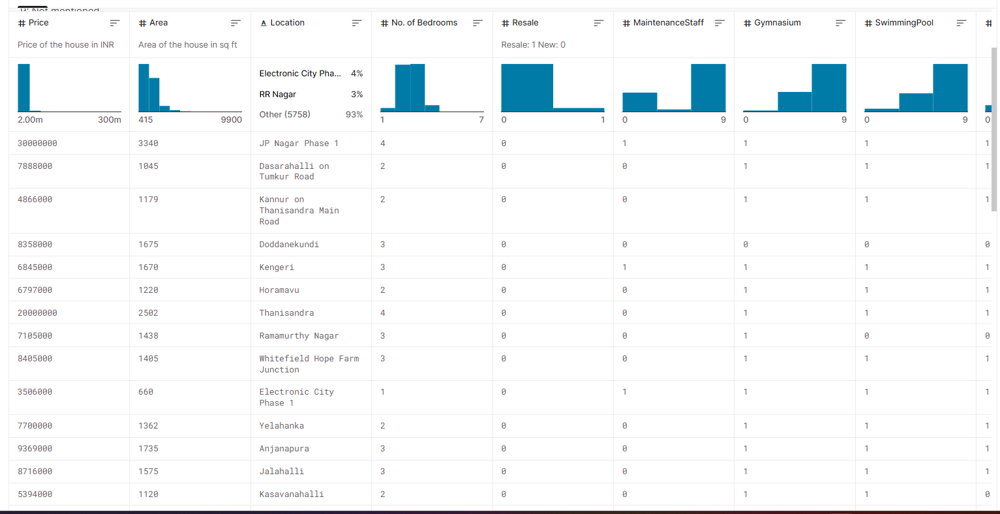 9: Not mentioned
# Price
# Area
A Location
# No. of Bedrooms
# Resale
# MaintenanceStaff
# Gymnasium
# SwimmingPool
#
Price of the house in INR
Area of the house in sq ft
Resale: 1 New: 0
Electronic City Pha... 4%
RR Nagar 3%
Other (5758) 93%
2.00m 300m
415 9900
1 7
0 1
0 9
0 9
0 9
0
30000000 3340 JP Nagar Phase 1 4 0 1 1 1 1
7888000 1045 Dasarahalli on 2 0 0 1 1 1
Tumkur Road
4866000 1179 Kannur on 2 0 0 1 1 1
Thanisandra Main
Road
8358000 1675 Doddanekundi 3 0 0 0 0 0
6845000 1670 Kengeri 3 0 1 1 1 1
6797000 1220 Horamavu 2 0 0 1 1 1
20000000 2502 Thanisandra 4 0 0 1 1 1
7105000 1438 Ramamurthy Nagar 3 0 0 1 0 0
8405000 1405 Whitefield Hope Farm 3 0 0 1 1 1
Junction
3506000 660 Electronic City 1 0 1 1 1 1
Phase 1
7700000 1362 Yelahanka 2 0 0 1 1 1
9369000 1735 Anjanapura 3 0 0 1 1 1
8716000 1575 Jalahalli 3 0 0 1 1 1
5394000 1120 Kasavanahalli 2 0 0 1 1 0